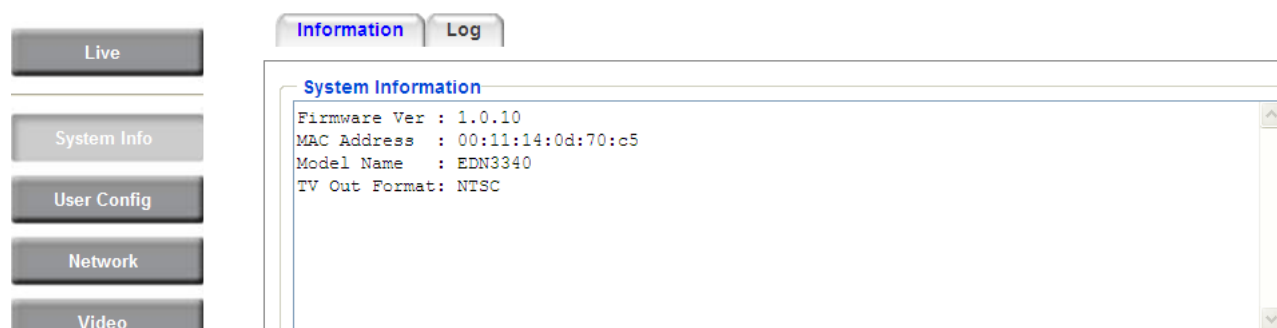 Live
System Info
User Config
Network
Video
Information
Log
System Information
Firmware Ver : 1.0.10
MAC Address  : 00:11:14:0d:70:c5
Model Name   : EDN3340
TV Out Format: NTSC